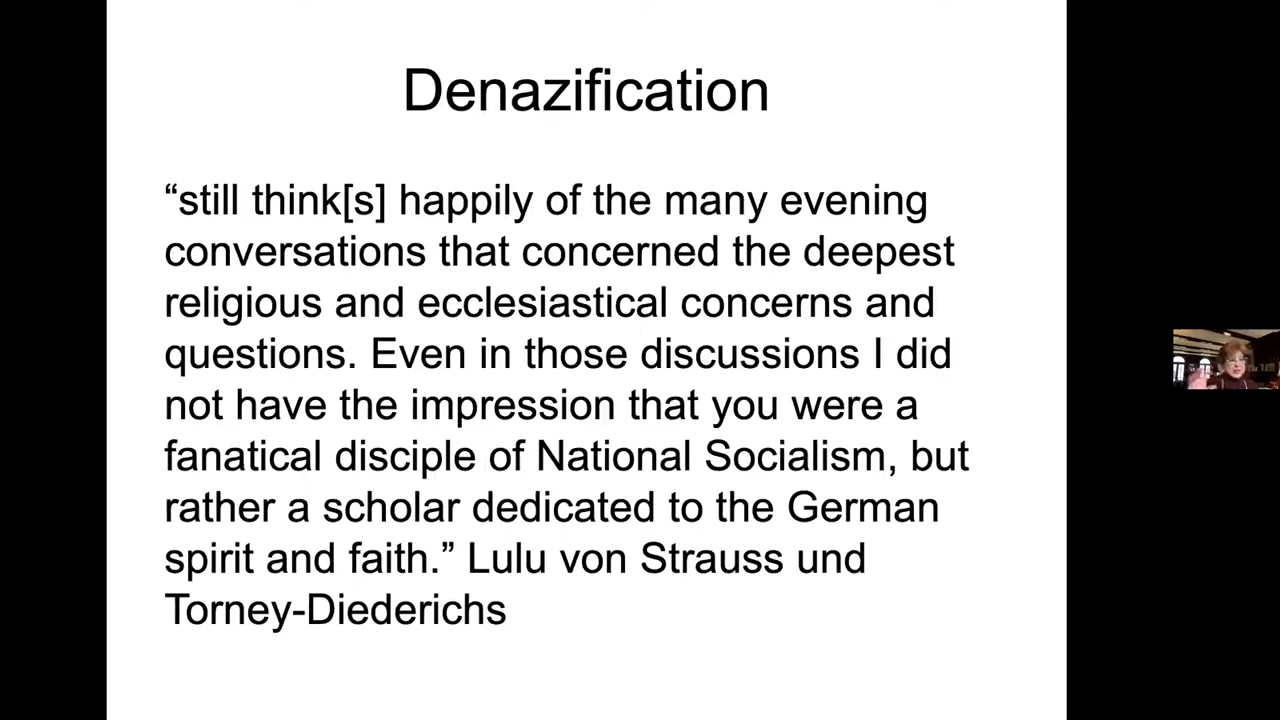 Denazification
“still think[s] happily of the many evening
conversations that concerned the deepest
religious and ecclesiastical concerns and
questions. Even in those discussions I did
not have the impression that you were a
fanatical disciple of National Socialism, but
rather a scholar dedicated to the German
spirit and faith.” Lulu von Strauss und
Torney-Diederichs